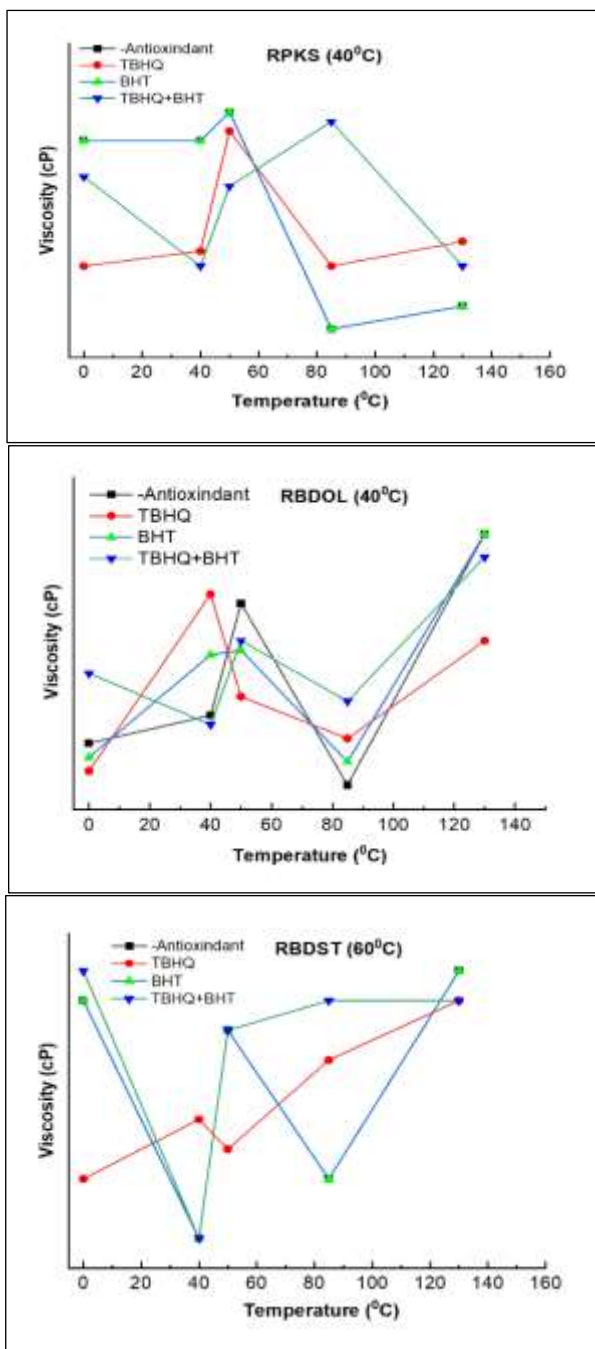 -Antioxindant
TBHQ
BHT
TBHQ+BHT
RPKS (40⁰C)
Viscosity (cP)
0 20 40 60 80 100 120 140 160
Temperature (⁰C)
-Antioxindant
TBHQ
BHT
TBHQ+BHT
RBDOL (40⁰C)
Viscosity (cP)
0 20 40 60 80 100 120 140
Temperature (⁰C)
-Antioxindant
TBHQ
BHT
TBHQ+BHT
RBDST (60⁰C)
Viscosity (cP)
0 20 40 60 80 100 120 140 160
Temperature (⁰C)